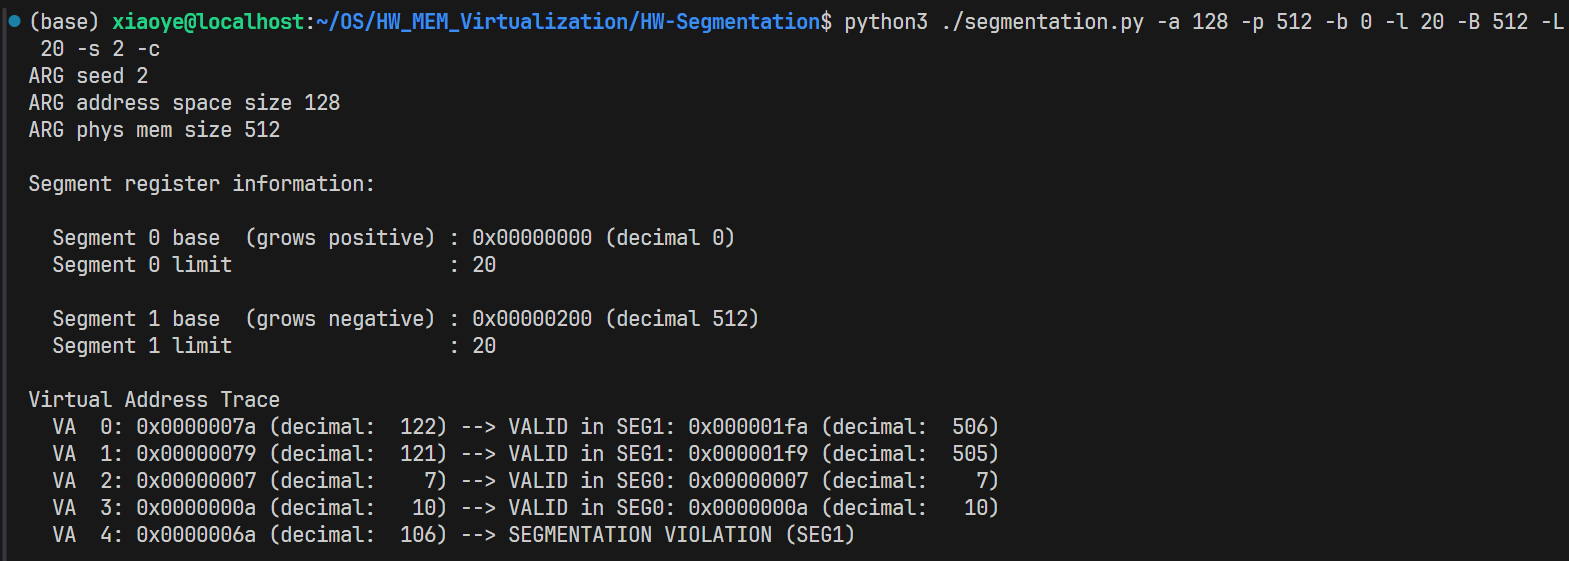 (base) xiaoye@localhost:~/OS/HW_MEM_Virtualization/HW-Segmentation$ python3 ./segmentation.py -a 128 -p 512 -b 0 -l 20 -B 512 -L
 20 -s 2 -c
ARG seed 2
ARG address space size 128
ARG phys mem size 512

Segment register information:

  Segment 0 base  (grows positive) : 0x00000000 (decimal 0)
  Segment 0 limit                  : 20

  Segment 1 base  (grows negative) : 0x00000200 (decimal 512)
  Segment 1 limit                  : 20

Virtual Address Trace
  VA  0: 0x0000007a (decimal:  122) --> VALID in SEG1: 0x000001fa (decimal:  506)
  VA  1: 0x00000079 (decimal:  121) --> VALID in SEG1: 0x000001f9 (decimal:  505)
  VA  2: 0x00000007 (decimal:    7) --> VALID in SEG0: 0x00000007 (decimal:    7)
  VA  3: 0x0000000a (decimal:   10) --> VALID in SEG0: 0x0000000a (decimal:   10)
  VA  4: 0x0000006a (decimal:  106) --> SEGMENTATION VIOLATION (SEG1)